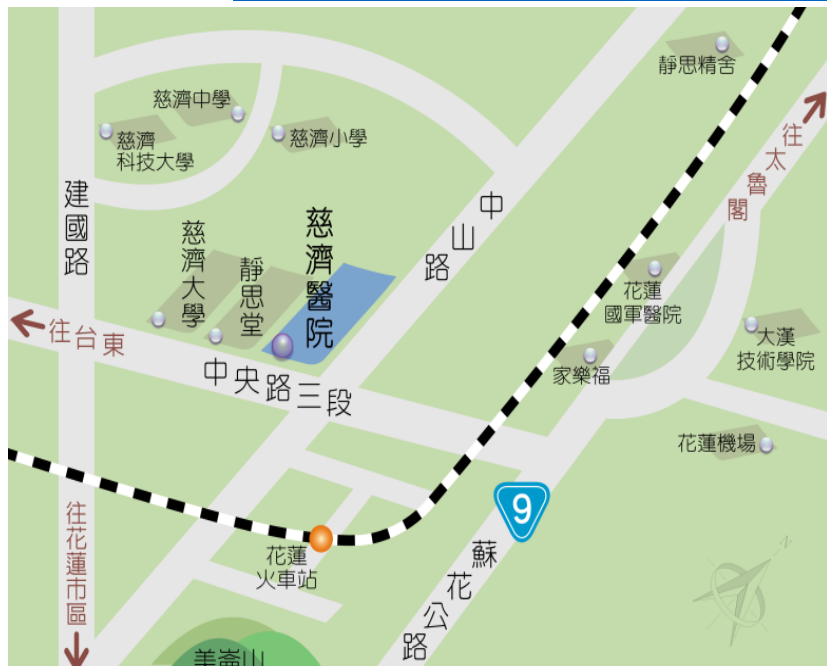 靜思精舍
往太魯閣
慈濟中學
慈濟
科技大學
慈濟小學
建國路
中山路
慈濟大學
靜思堂
慈濟醫院
花蓮
國軍醫院
往台東
大漢
技術學院
家樂福
中央路三段
花蓮機場
9
往花蓮市區
花蓮
火車站
蘇花公路
N
美崙山